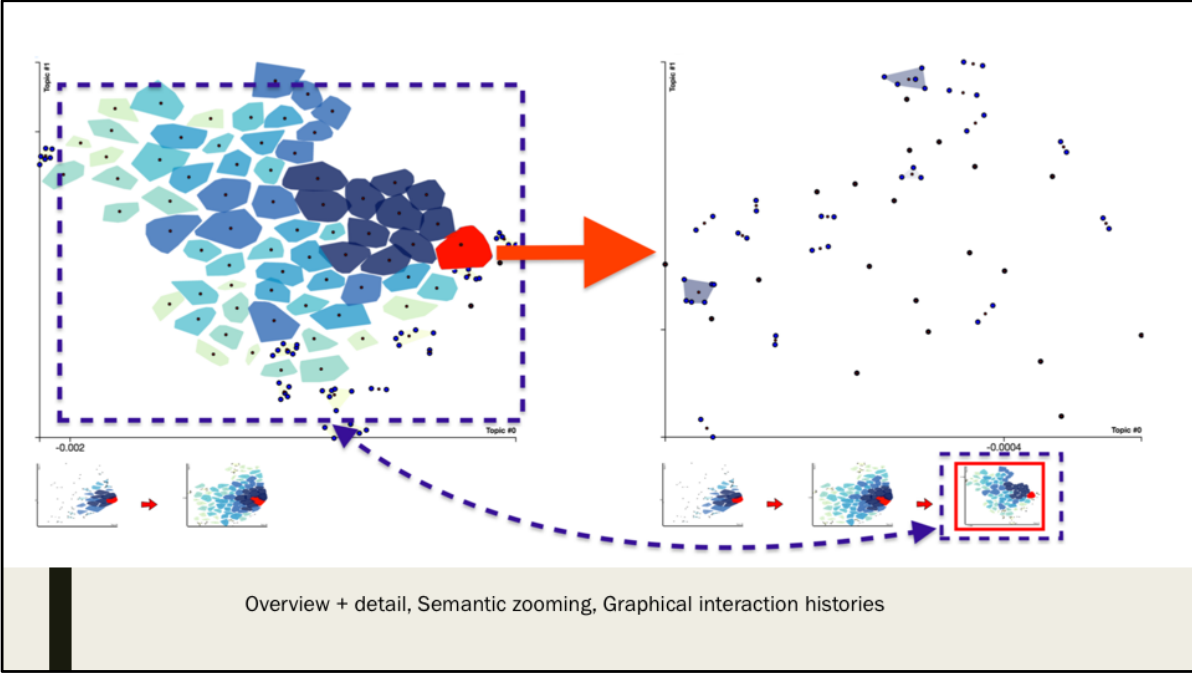 Topic #1
Topic #1
Topic #0
-0.002
Topic #0
-0.0004
Overview + detail, Semantic zooming, Graphical interaction histories